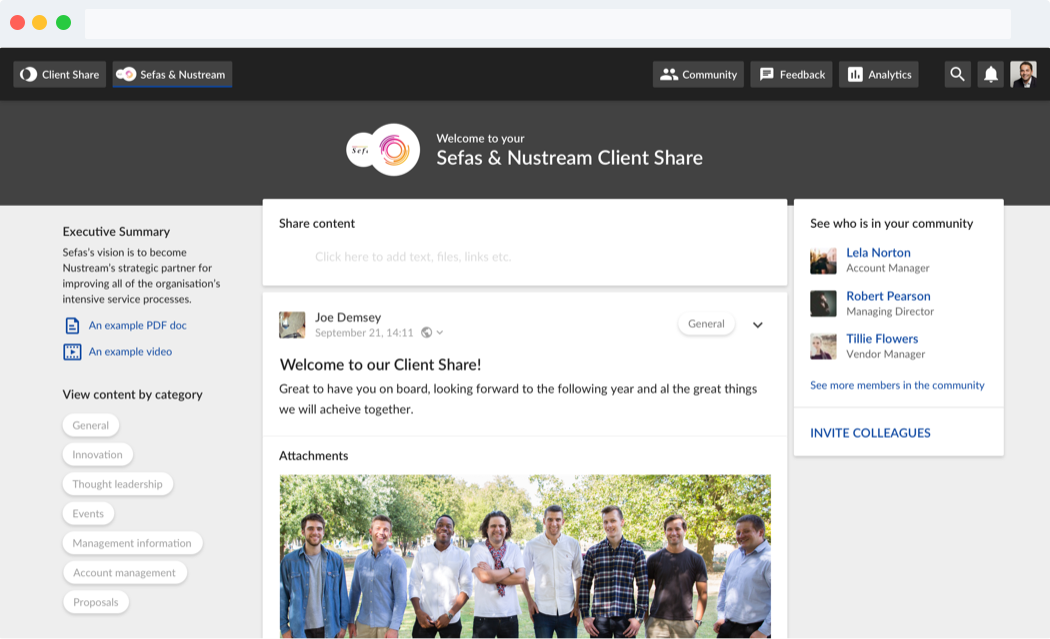 Client Share
Sefas & Nustream
Community
Feedback
Analytics
Sefa
Welcome to your
Sefas & Nustream Client Share
Executive Summary
Sefas's vision is to become
Nustream's strategic partner for
improving all of the organisation's
intensive service processes.
An example PDF doc
An example video
View content by category
General
Innovation
Thought leadership
Events
Management information
Account management
Proposals
Share content
Click here to add text, files, links etc.
Joe Demsey
September 21, 14:11
General
Welcome to our Client Share!
Great to have you on board, looking forward to the following year and al the great things
we will acheive together.
Attachments
See who is in your community
Lela Norton
Account Manager
Robert Pearson
Managing Director
Tillie Flowers
Vendor Manager
See more members in the community
INVITE COLLEAGUES